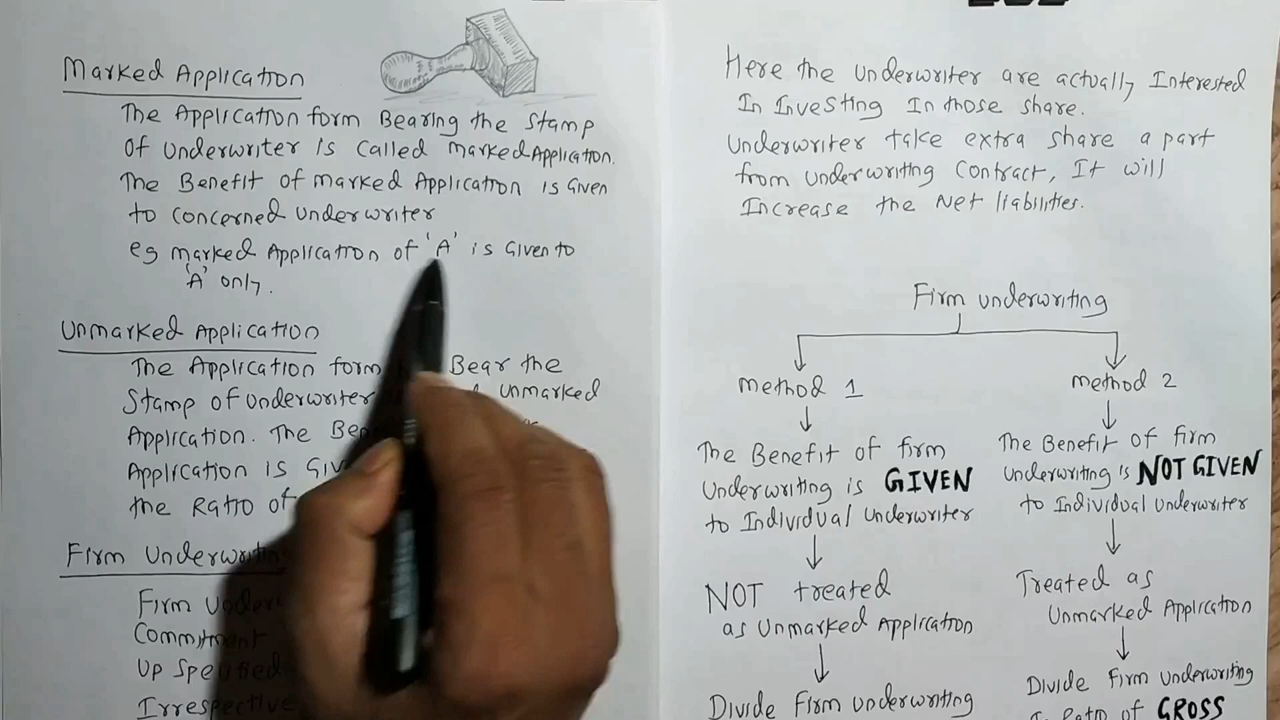 Marked Application
The Application form Bearing the Stamp
of underwriter is called marked Application.
The Benefit of marked Application is Given
to concerned underwriter
eg marked Application of 'A' is Given to
'A' only.
Unmarked Application
The Application form Bear the
Stamp of underwriter unmarked
Application. The
Application is
the Ratio of
Firm
Firm
Commitment
Up
Irrespective
Here the underwriter are actually Interested
In Investing In those share.
Underwriter take extra share a part
from underwriting Contract, It will
Increase the Net liabilities.
Firm underwriting
method 1
The Benefit of firm
Underwriting is GIVEN
to Individual underwriter
NOT treated
as Unmarked Application
Divide Firm underwriting
method 2
The Benefit of firm
Underwriting is NOT GIVEN
to Individual underwriter
Treated as
Unmarked Application
Divide Firm underwriting
Ratio of GROSS